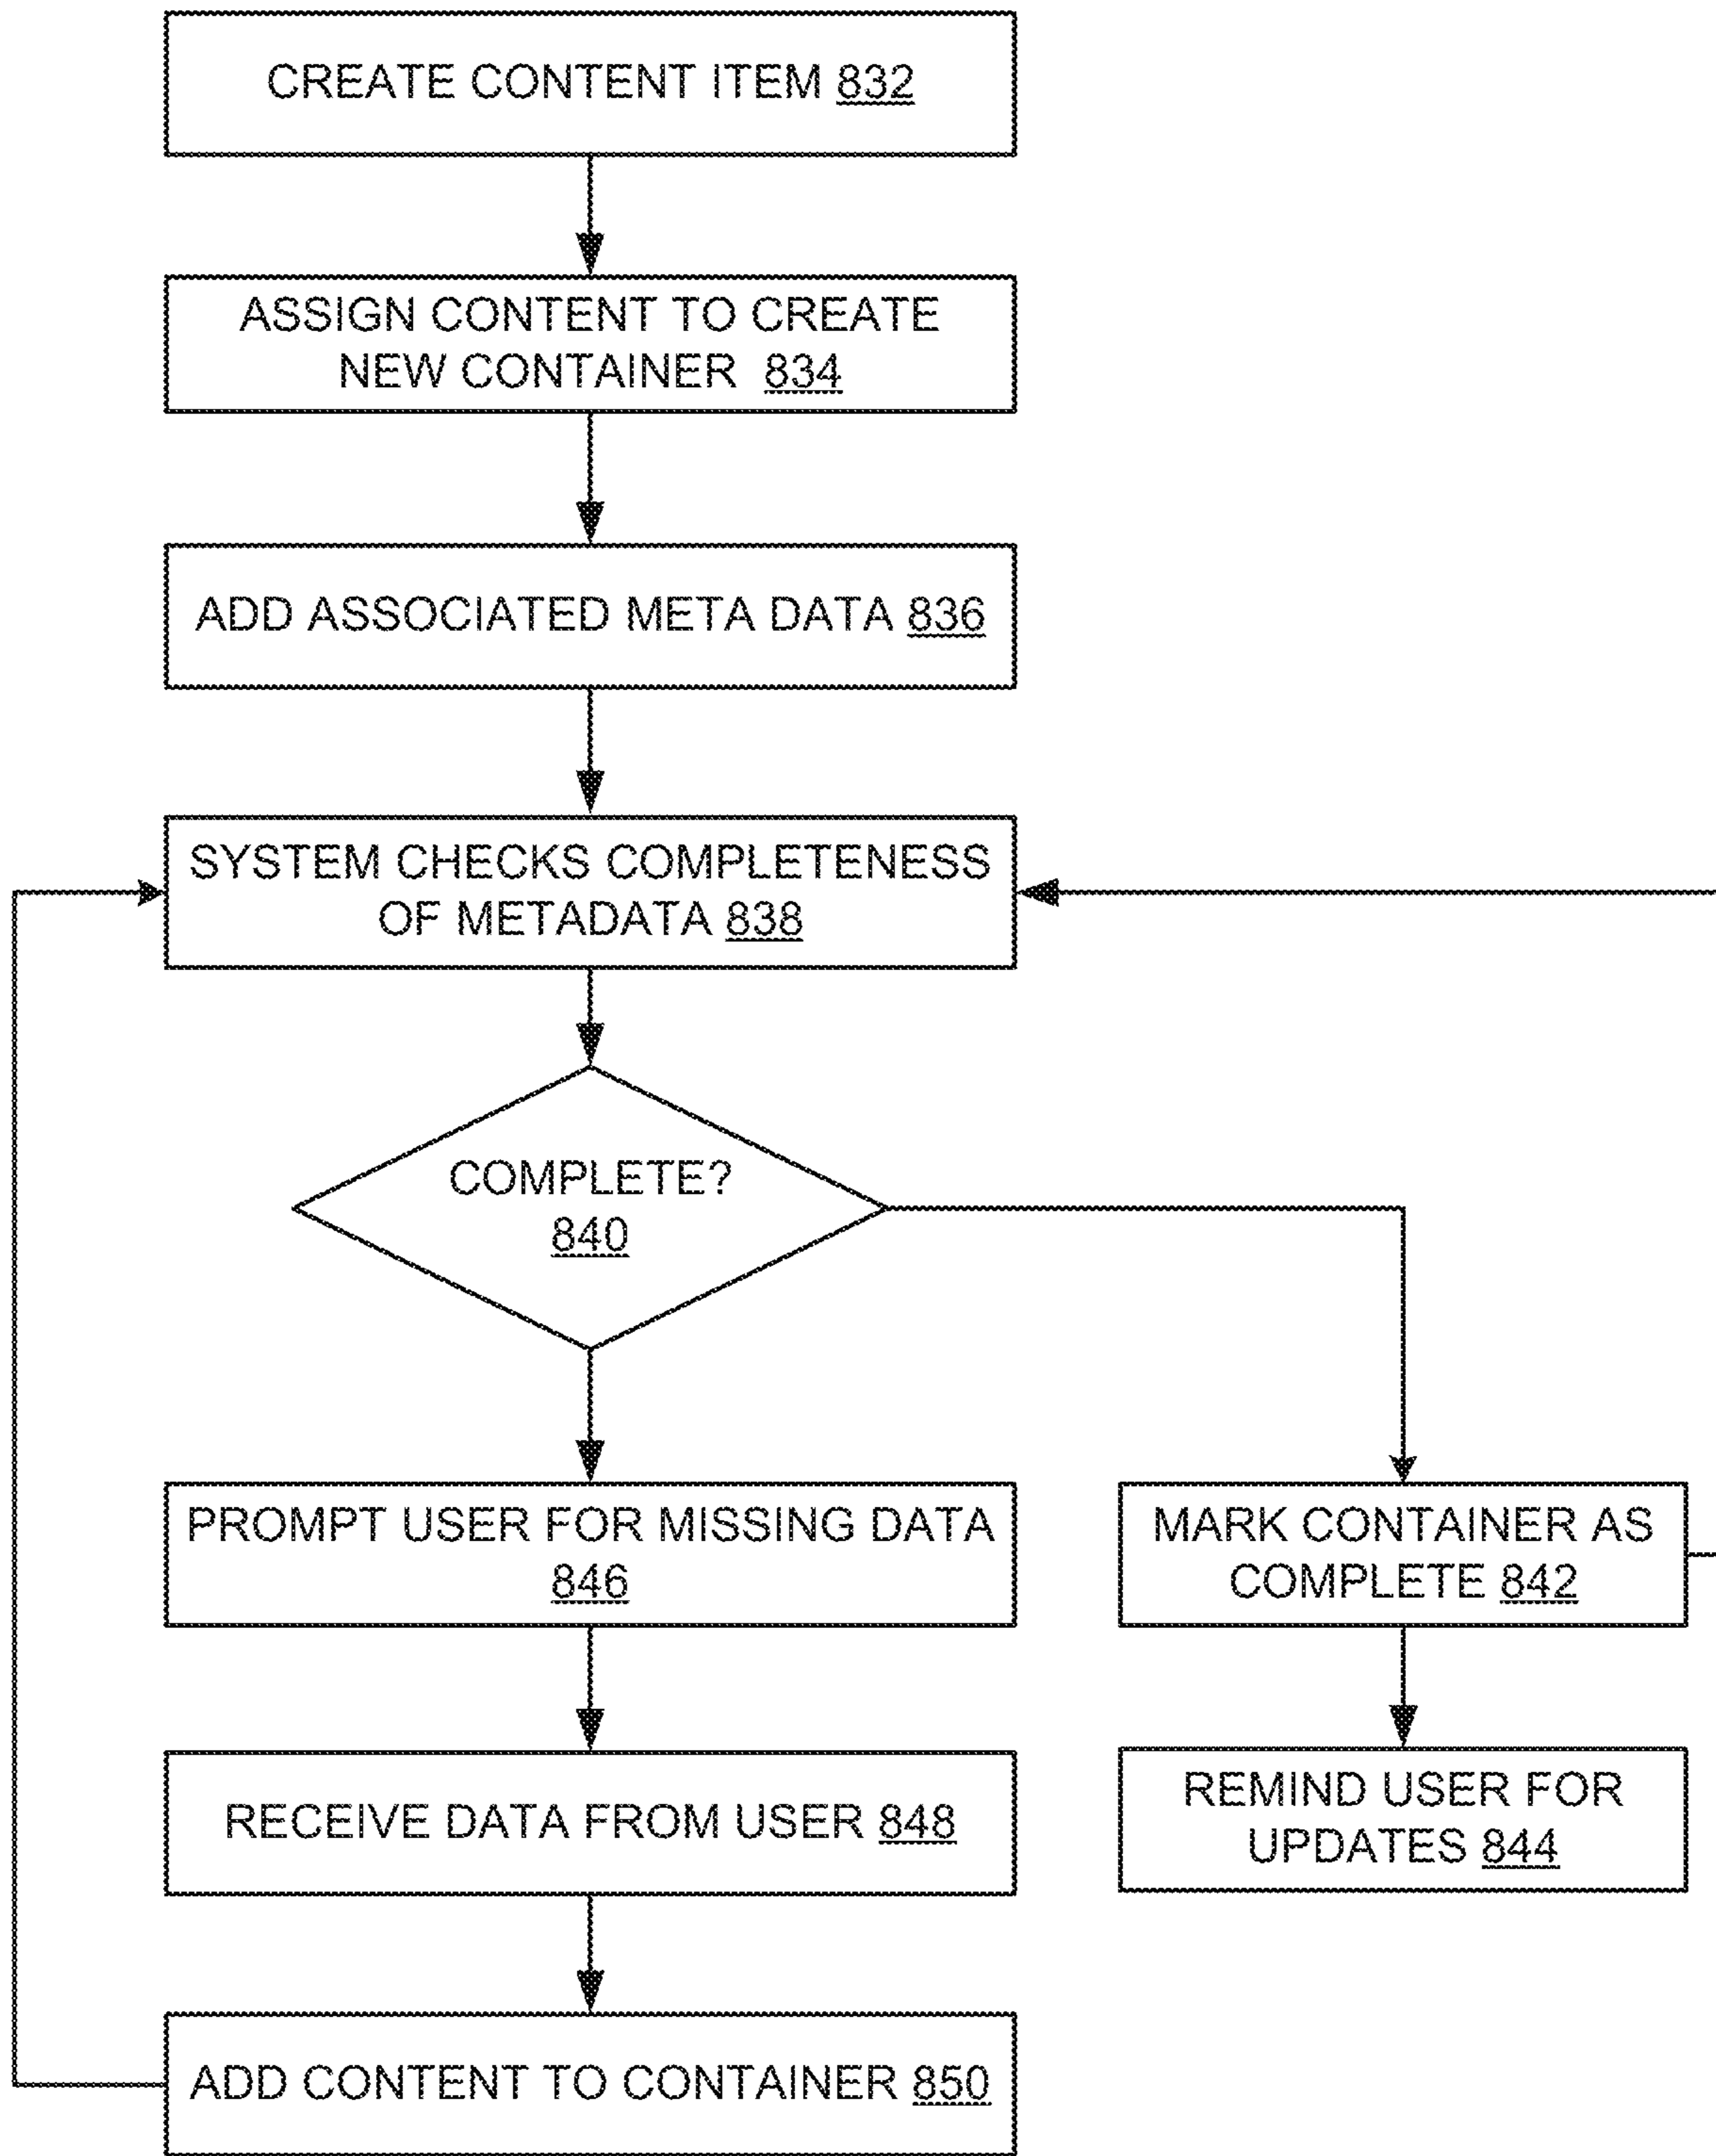 CREATE CONTENT ITEM 832
ASSIGN CONTENT TO CREATE
NEW CONTAINER 834
ADD ASSOCIATED META DATA 836
SYSTEM CHECKS COMPLETENESS
OF METADATA 838
COMPLETE?
840
PROMPT USER FOR MISSING DATA
846
MARK CONTAINER AS
COMPLETE 842
RECEIVE DATA FROM USER 848
REMIND USER FOR
UPDATES 844
ADD CONTENT TO CONTAINER 850